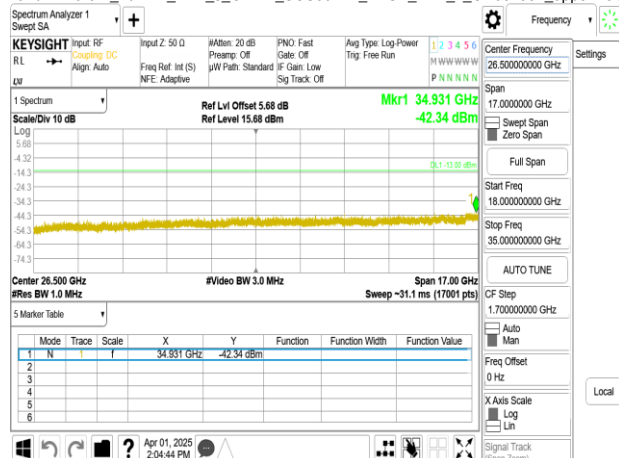 Spectrum Analyzer 1
Swept SA
+
Frequency
Settings
KEYSIGHT
RL
LXI
Input: RF
Coupling: DC
Align: Auto
Input Z: 50 Ω
Freq Ref: Int (S)
NFE: Adaptive
#Atten: 20 dB
Preamp: Off
µW Path: Standard
PNO: Fast
Gate: Off
IF Gain: Low
Sig Track: Off
Avg Type: Log-Power
Trig: Free Run
1 2 3 4 5 6
M W W W W W
P N N N N N
1 Spectrum
Scale/Div 10 dB
Ref Lvl Offset 5.68 dB
Ref Level 15.68 dBm
Mkr1 34.931 GHz
-42.34 dBm
Log
5.68
-4.32
-14.3
-24.3
-34.3
-44.3
-54.3
-64.3
-74.3
DL1 -13.00 dBm
1
Center 26.500 GHz
#Res BW 1.0 MHz
#Video BW 3.0 MHz
Span 17.00 GHz
Sweep ~31.1 ms (17001 pts)
5 Marker Table
Mode Trace Scale X Y Function Function Width Function Value
1 N 1 f 34.931 GHz -42.34 dBm
2
3
4
5
6
?
Apr 01, 2025
2:04:44 PM
Center Frequency
26.500000000 GHz
Span
17.0000000 GHz
Swept Span
Zero Span
Full Span
Start Freq
18.000000000 GHz
Stop Freq
35.000000000 GHz
AUTO TUNE
CF Step
1.700000000 GHz
Auto
Man
Freq Offset
0 Hz
X Axis Scale
Log
Lin
Signal Track
(Span Zoom)
Local